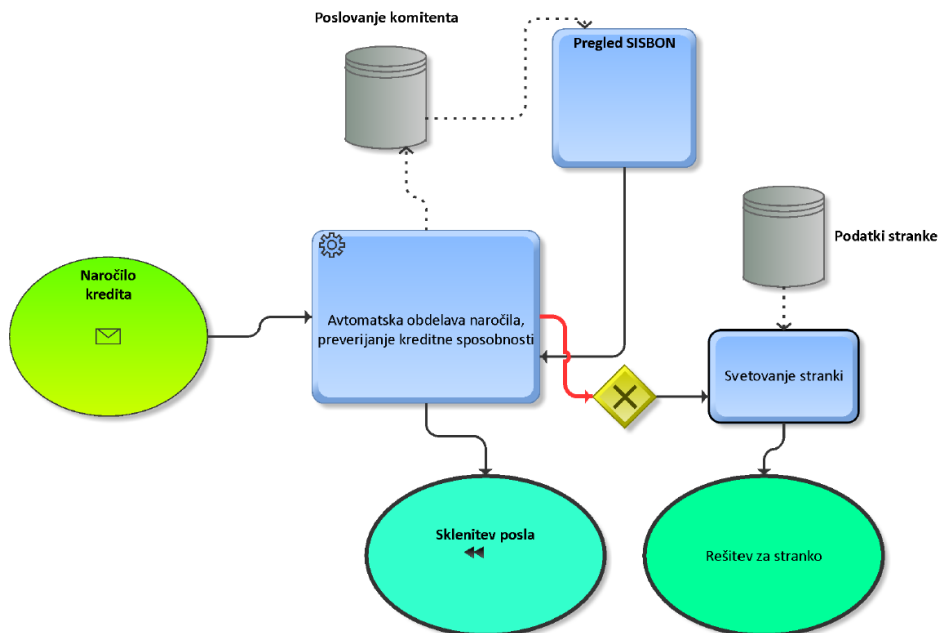 Poslovanje komitenta
Pregled SISBON
Podatki stranke
Naročilo
kredita
Avtomatska obdelava naročila,
preverijanje kreditne sposobnosti
Svetovanje stranki
Sklenitev posla
Rešitev za stranko